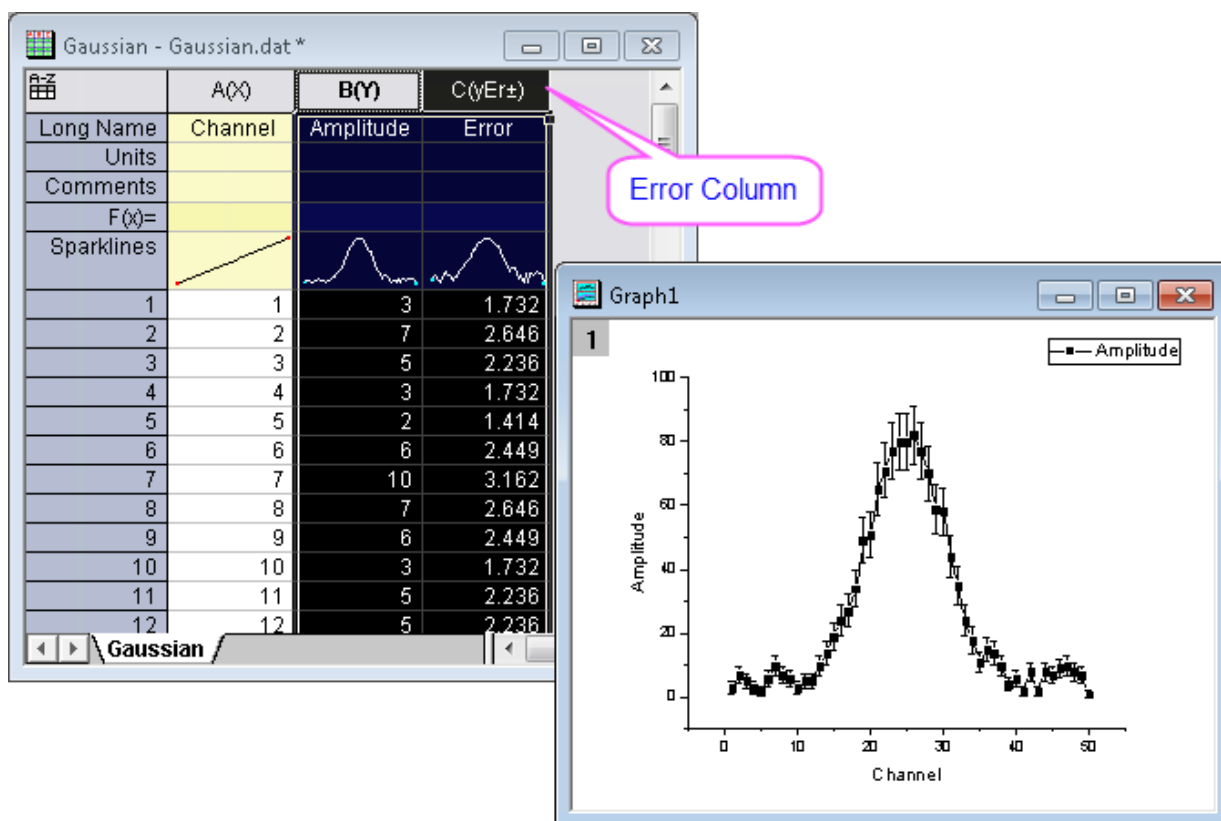 Gaussian - Gaussian.dat *
A-Z A(X) B(Y) C(yEr±)
Long Name Channel Amplitude Error
Units
Comments
F(x)=
Sparklines
1 1 3 1.732
2 2 7 2.646
3 3 5 2.236
4 4 3 1.732
5 5 2 1.414
6 6 6 2.449
7 7 10 3.162
8 8 7 2.646
9 9 6 2.449
10 10 3 1.732
11 11 5 2.236
12 12 5 2.236
Gaussian
Error Column
Graph1
1
Amplitude
100
80
60
40
20
0
Amplitude
0 10 20 30 40 50
Channel